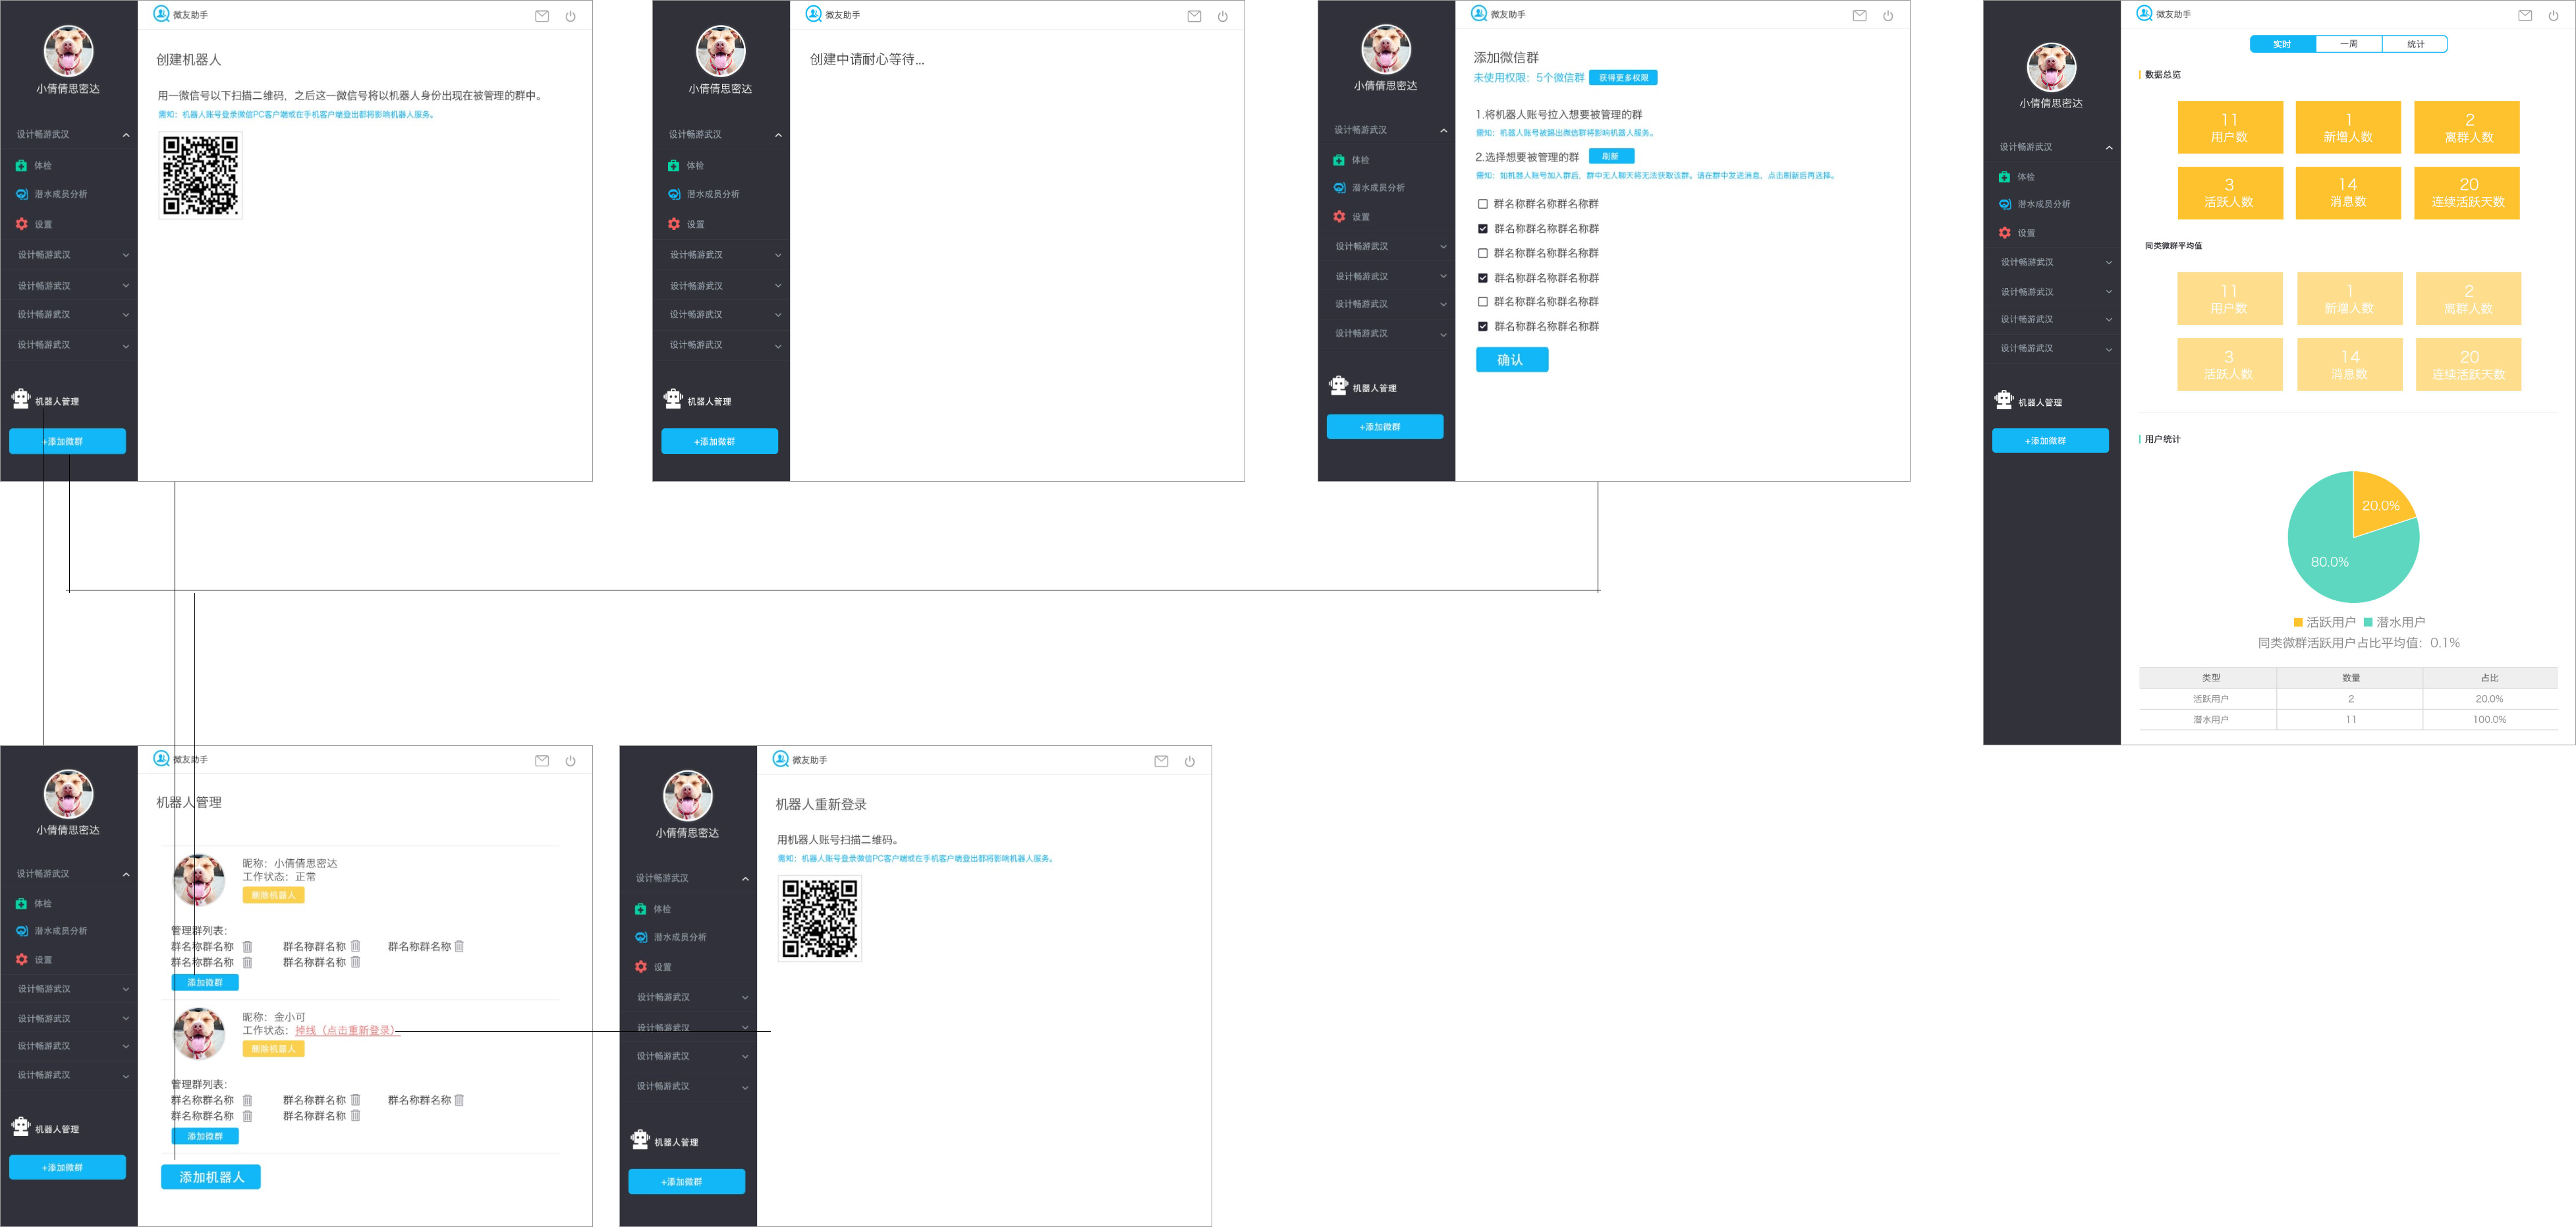 微友助手
小倩倩思密达
设计畅游武汉
体检
潜水成员分析
设置
设计畅游武汉
设计畅游武汉
设计畅游武汉
设计畅游武汉
机器人管理
+添加微群
创建机器人
用一微信号以下扫描二维码，之后这一微信号将以机器人身份出现在被管理的群中。
需知：机器人账号登录微信PC客户端或在手机客户端登出都将影响机器人服务。
微友助手
小倩倩思密达
设计畅游武汉
体检
潜水成员分析
设置
设计畅游武汉
设计畅游武汉
设计畅游武汉
设计畅游武汉
机器人管理
+添加微群
创建中请耐心等待...
微友助手
小倩倩思密达
设计畅游武汉
体检
潜水成员分析
设置
设计畅游武汉
设计畅游武汉
设计畅游武汉
设计畅游武汉
机器人管理
+添加微群
添加微信群
未使用权限：5个微信群 获得更多权限
1.将机器人账号拉入想要被管理的群
需知：机器人账号被踢出微信群将影响机器人服务。
2.选择想要被管理的群 刷新
需知：如机器人账号加入群后，群中无人聊天将无法获取该群。请在群中发送消息，点击刷新后再选择。
群名称群名称群名称群
群名称群名称群名称群
群名称群名称群名称群
群名称群名称群名称群
群名称群名称群名称群
群名称群名称群名称群
确认
微友助手
小倩倩思密达
设计畅游武汉
体检
潜水成员分析
设置
设计畅游武汉
设计畅游武汉
设计畅游武汉
设计畅游武汉
机器人管理
+添加微群
实时 一周 统计
数据总览
11 1 2
用户数 新增人数 离群人数
3 14 20
活跃人数 消息数 连续活跃天数
同类微群平均值
11 1 2
用户数 新增人数 离群人数
3 14 20
活跃人数 消息数 连续活跃天数
用户统计
20.0%
80.0%
活跃用户 潜水用户
同类微群活跃用户占比平均值：0.1%
类型 数量 占比
活跃用户 2 20.0%
潜水用户 11 100.0%
微友助手
小倩倩思密达
设计畅游武汉
体检
潜水成员分析
设置
设计畅游武汉
设计畅游武汉
设计畅游武汉
设计畅游武汉
机器人管理
+添加微群
机器人管理
昵称：小倩倩思密达
工作状态：正常
删除机器人
管理群列表：
群名称群名称 群名称群名称 群名称群名称
群名称群名称 群名称群名称
添加微群
昵称：金小可
工作状态：掉线（点击重新登录）
删除机器人
管理群列表：
群名称群名称 群名称群名称 群名称群名称
群名称群名称 群名称群名称
添加微群
添加机器人
微友助手
小倩倩思密达
设计畅游武汉
体检
潜水成员分析
设置
设计畅游武汉
设计畅游武汉
设计畅游武汉
设计畅游武汉
机器人管理
+添加微群
机器人重新登录
用机器人账号扫描二维码。
需知：机器人账号登录微信PC客户端或在手机客户端登出都将影响机器人服务。